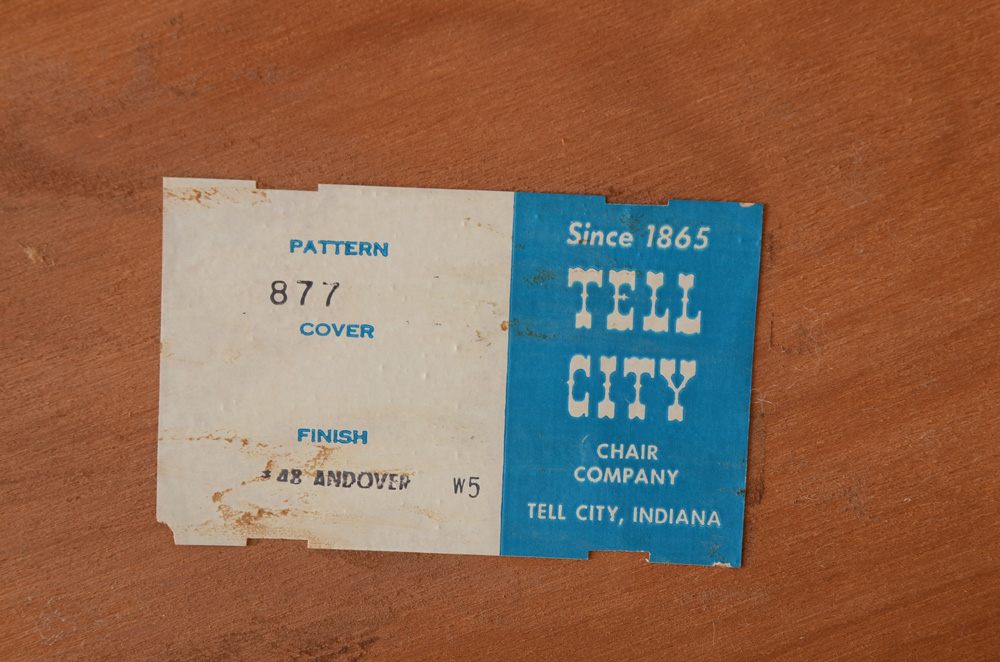 PATTERN
877
COVER
FINISH
48 ANDOVER W5
Since 1865
TELL
CITY
CHAIR
COMPANY
TELL CITY, INDIANA